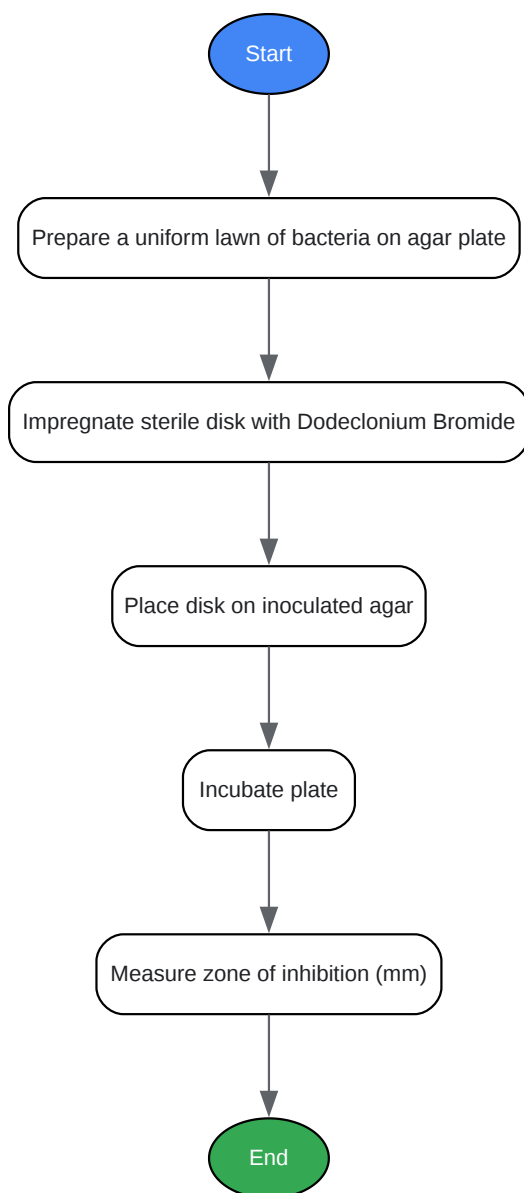 Start
Prepare a uniform lawn of bacteria on agar plate
Impregnate sterile disk with Dodeclonium Bromide
Place disk on inoculated agar
Incubate plate
Measure zone of inhibition (mm)
End